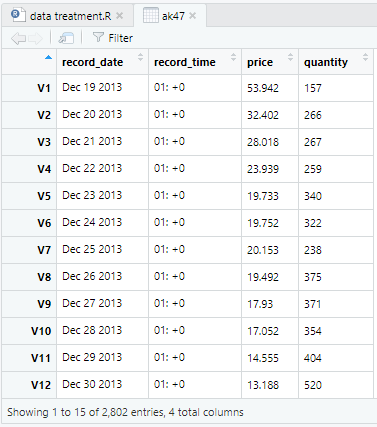 data treatment.R ak47
Filter
record_date record_time price quantity
V1 Dec 19 2013 01: +0 53.942 157
V2 Dec 20 2013 01: +0 32.402 266
V3 Dec 21 2013 01: +0 28.018 267
V4 Dec 22 2013 01: +0 23.939 259
V5 Dec 23 2013 01: +0 19.733 340
V6 Dec 24 2013 01: +0 19.752 322
V7 Dec 25 2013 01: +0 20.153 238
V8 Dec 26 2013 01: +0 19.492 375
V9 Dec 27 2013 01: +0 17.93 371
V10 Dec 28 2013 01: +0 17.052 354
V11 Dec 29 2013 01: +0 14.555 404
V12 Dec 30 2013 01: +0 13.188 520
Showing 1 to 15 of 2,802 entries, 4 total columns